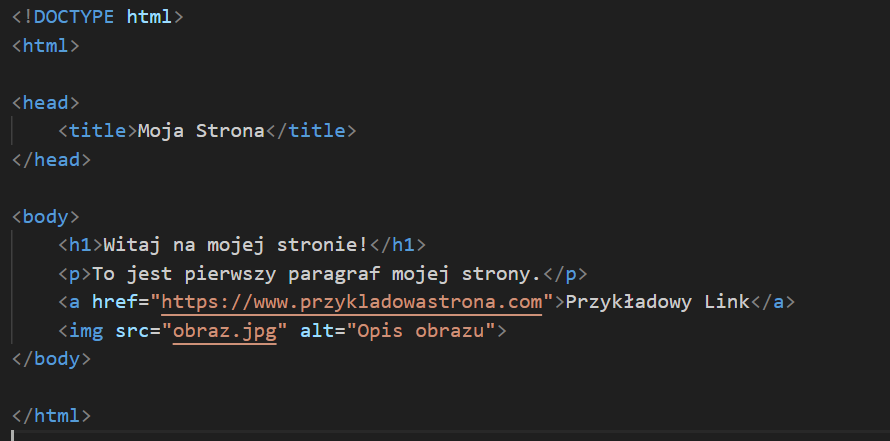 <!DOCTYPE html>
<html>
<head>
<title>Moja Strona</title>
</head>
<body>
<h1>Witaj na mojej stronie!</h1>
<p>To jest pierwszy paragraf mojej strony.</p>
<a href="https://www.przykladowastrona.com">Przykładowy Link</a>
<img src="obraz.jpg" alt="Opis obrazu">
</body>
</html>